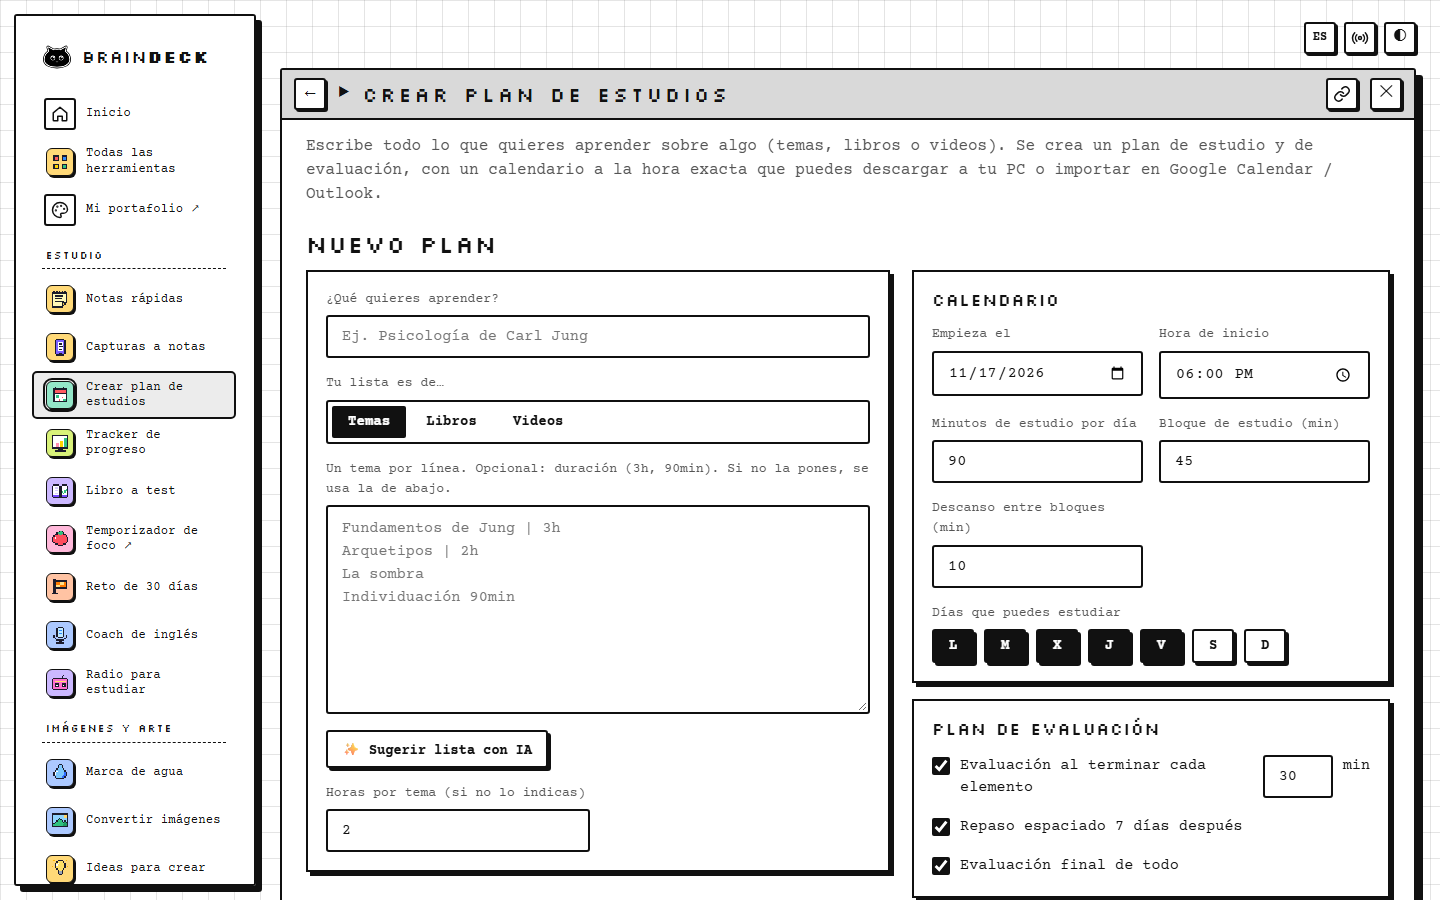 BRAINDECK
Inicio
Todas las
herramientas
Mi portafolio ↗
ESTUDIO
Notas rápidas
Capturas a notas
Crear plan de
estudios
Tracker de
progreso
Libro a test
Temporizador de
foco ↗
Reto de 30 días
Coach de inglés
Radio para
estudiar
IMÁGENES Y ARTE
Marca de agua
Convertir imágenes
Ideas para crear
ES
← ▶ CREAR PLAN DE ESTUDIOS
Escribe todo lo que quieres aprender sobre algo (temas, libros o videos). Se crea un plan de estudio y de
evaluación, con un calendario a la hora exacta que puedes descargar a tu PC o importar en Google Calendar /
Outlook.
NUEVO PLAN
¿Qué quieres aprender?
Ej. Psicología de Carl Jung
Tu lista es de…
Temas Libros Videos
Un tema por línea. Opcional: duración (3h, 90min). Si no la pones, se
usa la de abajo.
Fundamentos de Jung | 3h
Arquetipos | 2h
La sombra
Individuación 90min
✨ Sugerir lista con IA
Horas por tema (si no lo indicas)
2
CALENDARIO
Empieza el
11/17/2026
Hora de inicio
06:00 PM
Minutos de estudio por día
90
Bloque de estudio (min)
45
Descanso entre bloques
(min)
10
Días que puedes estudiar
L M X J V S D
PLAN DE EVALUACIÓN
Evaluación al terminar cada
elemento
30 min
Repaso espaciado 7 días después
Evaluación final de todo